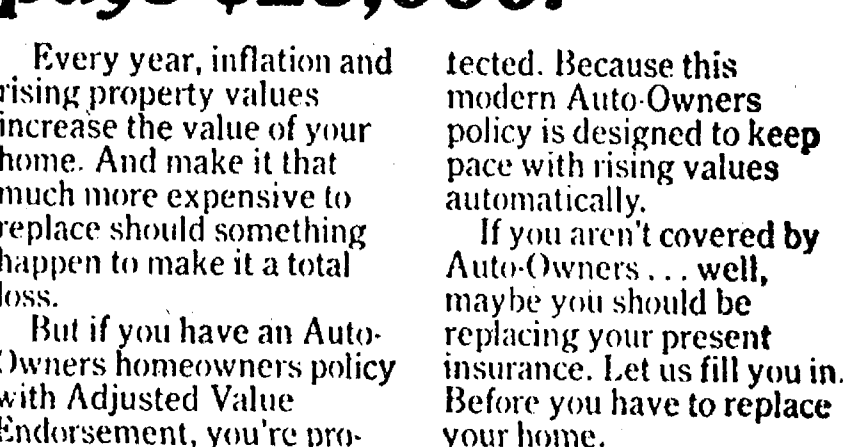 pays
Every year, inflation and
rising property values
increase the value of your
home. And make it that
much more expensive to
replace should something
happen to make it a total
loss.
But if you have an Auto-
Owners homeowners policy
with Adjusted Value
Endorsement, you're pro-
tected. Because this
modern Auto-Owners
policy is designed to keep
pace with rising values
automatically.
If you aren't covered by
Auto-Owners . . . well,
maybe you should be
replacing your present
insurance. Let us fill you in.
Before you have to replace
your home.